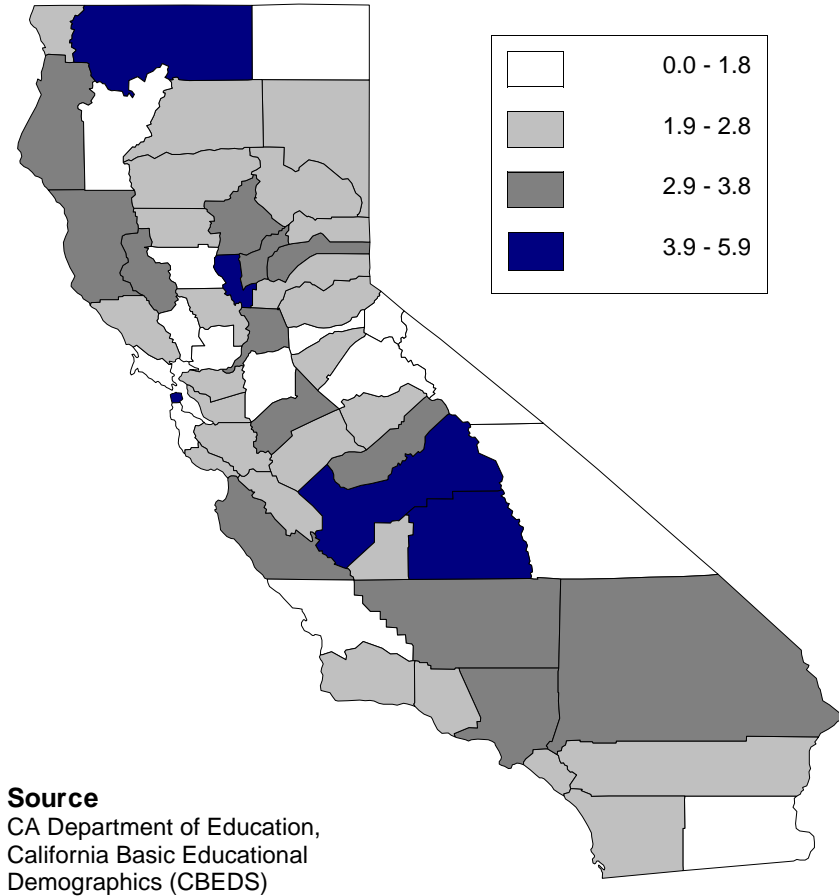 0.0 - 1.8
1.9 - 2.8
2.9 - 3.8
3.9 - 5.9
Source
CA Department of Education,
California Basic Educational
Demographics (CBEDS)